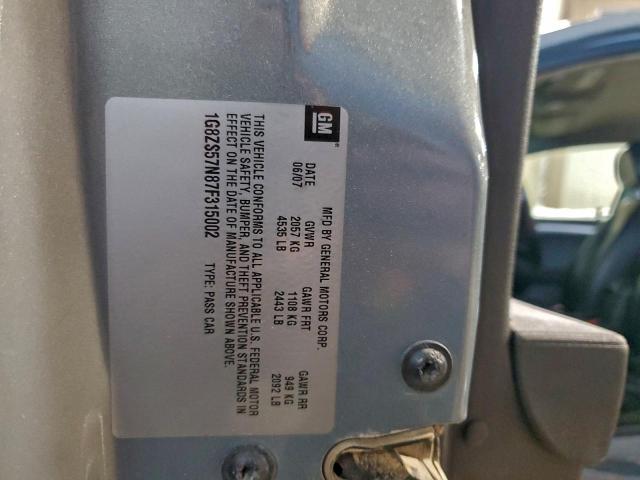 GM
MFD BY GENERAL MOTORS CORP.
DATE GVWR GAWR FRT GAWR RR
06/07 2057 KG 1108 KG 949 KG
4535 LB 2443 LB 2092 LB
THIS VEHICLE CONFORMS TO ALL APPLICABLE U.S. FEDERAL MOTOR
VEHICLE SAFETY, BUMPER, AND THEFT PREVENTION STANDARDS IN
EFFECT ON THE DATE OF MANUFACTURE SHOWN ABOVE.
1G8ZS57N87F315002 TYPE: PASS CAR